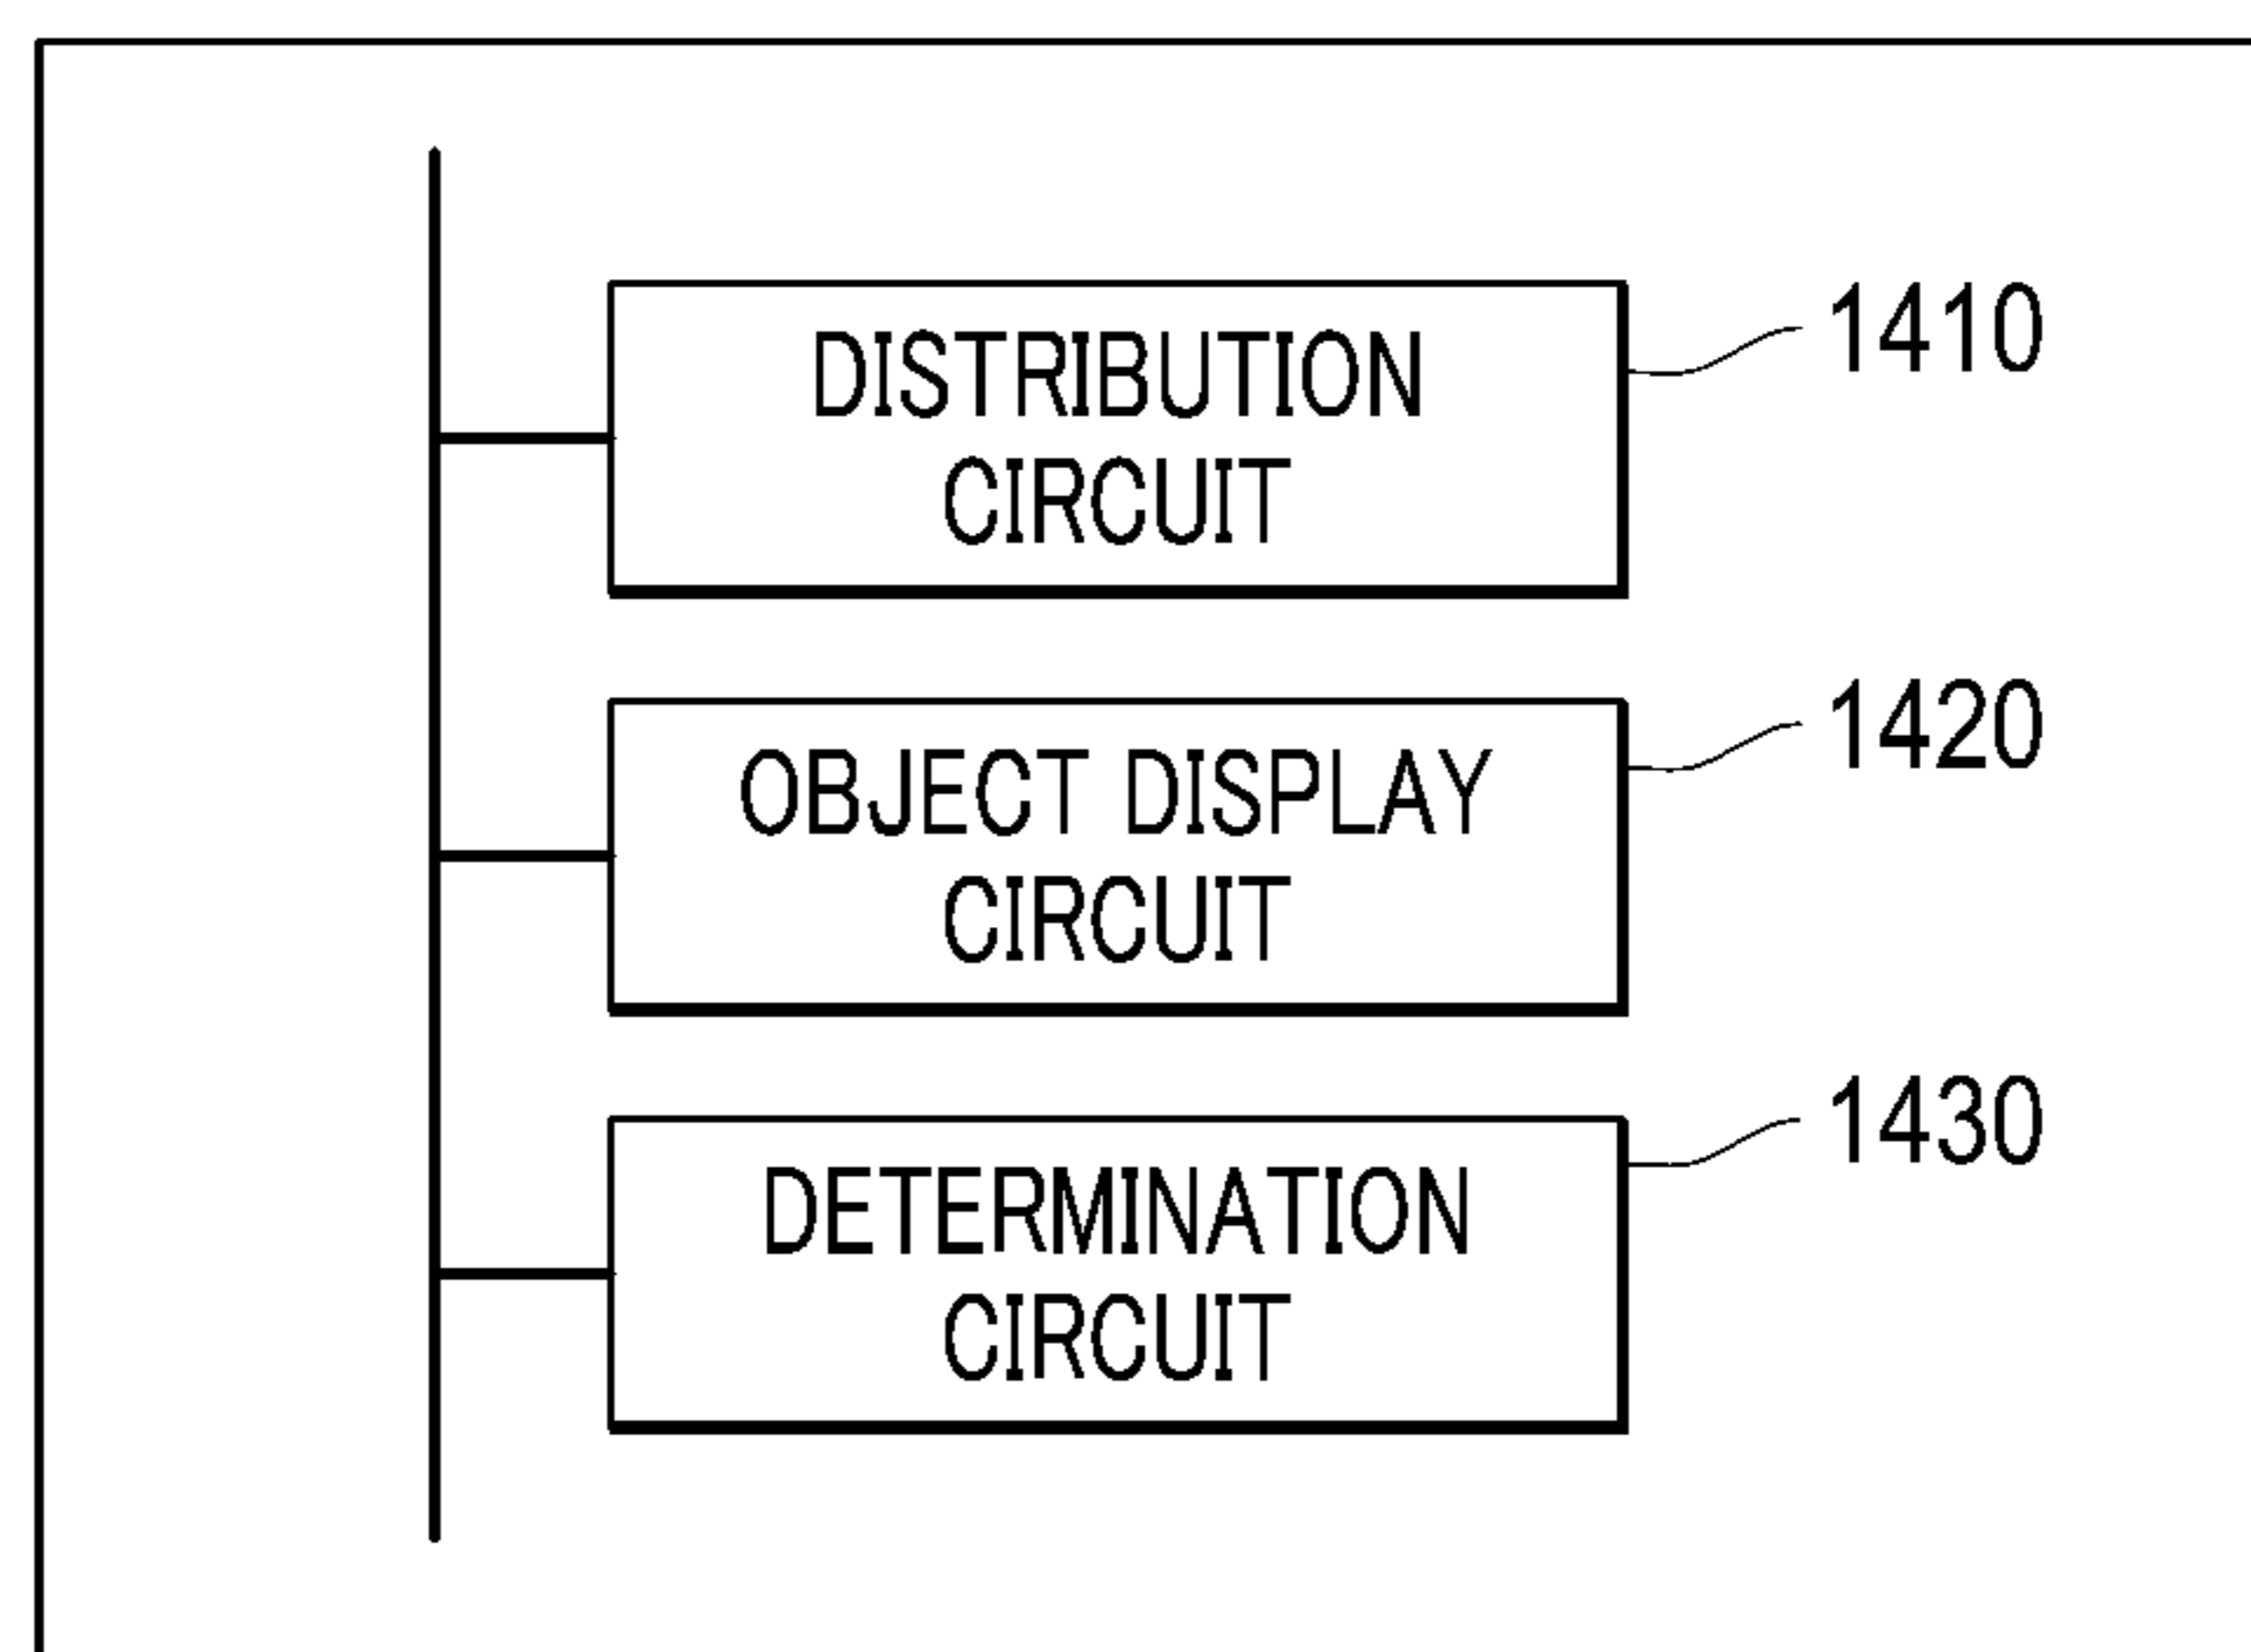 DISTRIBUTION
CIRCUIT
1410
OBJECT DISPLAY
CIRCUIT
1420
DETERMINATION
CIRCUIT
1430